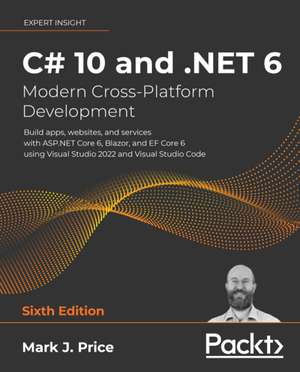 EXPERT INSIGHT
C# 10 and .NET 6
Modern Cross-Platform
Development
Build apps, websites, and services
with ASP.NET Core 6, Blazor, and EF Core 6
using Visual Studio 2022 and Visual Studio Code
Sixth Edition
Mark J. Price
Packt>